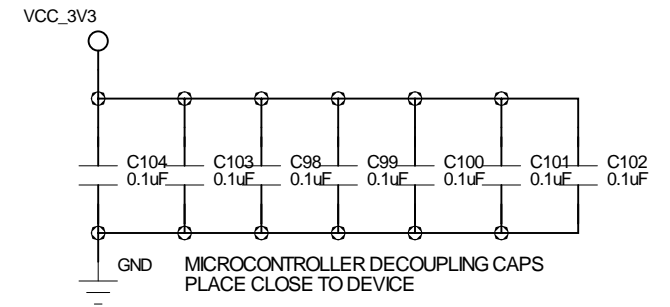 VCC_3V3
C104 C103 C98 C99 C100 C101 C102
0.1uF 0.1uF 0.1uF 0.1uF 0.1uF 0.1uF 0.1uF
GND
MICROCONTROLLER DECOUPLING CAPS
PLACE CLOSE TO DEVICE